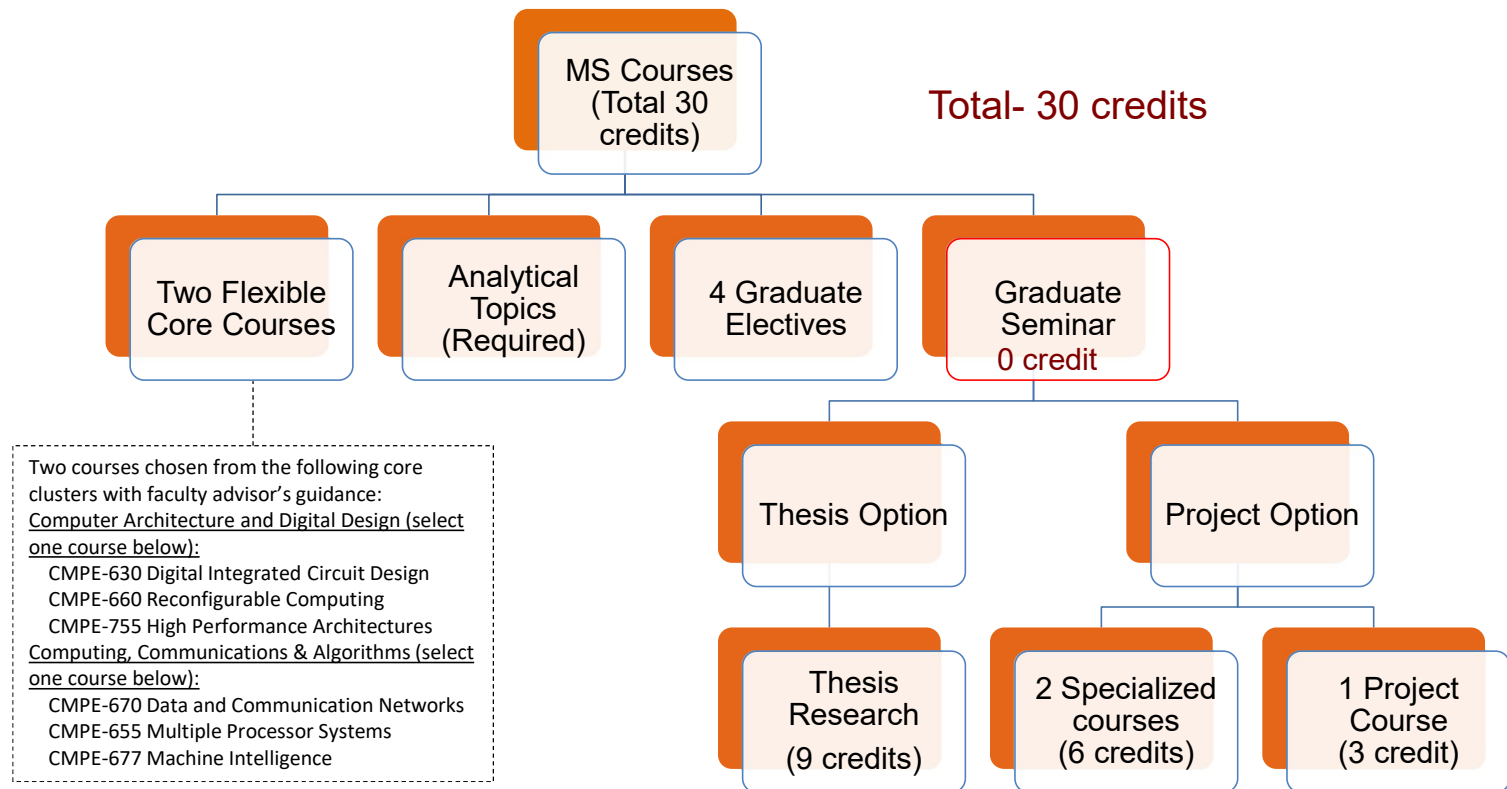 MS Courses
(Total 30
credits)
Total- 30 credits
Two Flexible
Core Courses
Analytical
Topics
(Required)
4 Graduate
Electives
Graduate
Seminar
0 credit
Two courses chosen from the following core
clusters with faculty advisor’s guidance:
Computer Architecture and Digital Design (select
one course below):
CMPE-630 Digital Integrated Circuit Design
CMPE-660 Reconfigurable Computing
CMPE-755 High Performance Architectures
Computing, Communications & Algorithms (select
one course below):
CMPE-670 Data and Communication Networks
CMPE-655 Multiple Processor Systems
CMPE-677 Machine Intelligence
Thesis Option
Project Option
Thesis
Research
(9 credits)
2 Specialized
courses
(6 credits)
1 Project
Course
(3 credit)